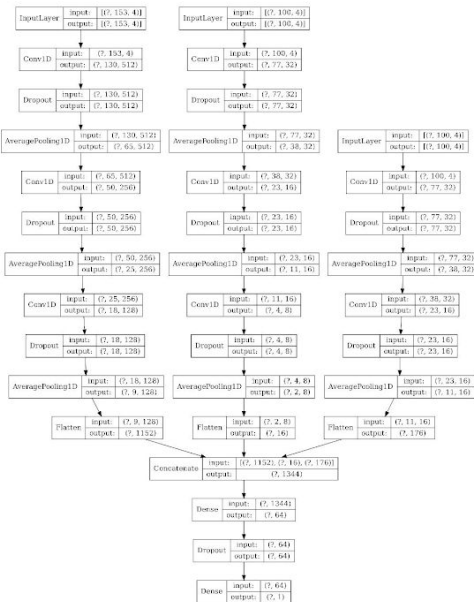 InputLayer
input: [(?, 153, 4)]
output: [(?, 153, 4)]
Conv1D
input: (?, 153, 4)
output: (?, 130, 512)
Dropout
input: (?, 130, 512)
output: (?, 130, 512)
AveragePooling1D
input: (?, 130, 512)
output: (?, 65, 512)
Conv1D
input: (?, 65, 512)
output: (?, 50, 256)
Dropout
input: (?, 50, 256)
output: (?, 50, 256)
AveragePooling1D
input: (?, 50, 256)
output: (?, 25, 256)
Conv1D
input: (?, 25, 256)
output: (?, 18, 128)
Dropout
input: (?, 18, 128)
output: (?, 18, 128)
AveragePooling1D
input: (?, 18, 128)
output: (?, 9, 128)
Flatten
input: (?, 9, 128)
output: (?, 1152)
InputLayer
input: [(?, 100, 4)]
output: [(?, 100, 4)]
Conv1D
input: (?, 100, 4)
output: (?, 77, 32)
Dropout
input: (?, 77, 32)
output: (?, 77, 32)
AveragePooling1D
input: (?, 77, 32)
output: (?, 38, 32)
Conv1D
input: (?, 38, 32)
output: (?, 23, 16)
Dropout
input: (?, 23, 16)
output: (?, 23, 16)
AveragePooling1D
input: (?, 23, 16)
output: (?, 11, 16)
Conv1D
input: (?, 11, 16)
output: (?, 4, 8)
Dropout
input: (?, 4, 8)
output: (?, 4, 8)
AveragePooling1D
input: (?, 4, 8)
output: (?, 2, 8)
Flatten
input: (?, 2, 8)
output: (?, 16)
InputLayer
input: [(?, 100, 4)]
output: [(?, 100, 4)]
Conv1D
input: (?, 100, 4)
output: (?, 77, 32)
Dropout
input: (?, 77, 32)
output: (?, 77, 32)
AveragePooling1D
input: (?, 77, 32)
output: (?, 38, 32)
Conv1D
input: (?, 38, 32)
output: (?, 23, 16)
Dropout
input: (?, 23, 16)
output: (?, 23, 16)
AveragePooling1D
input: (?, 23, 16)
output: (?, 11, 16)
Flatten
input: (?, 11, 16)
output: (?, 176)
Concatenate
input: [(?, 1152), (?, 16), (?, 176)]
output: (?, 1344)
Dense
input: (?, 1344)
output: (?, 64)
Dropout
input: (?, 64)
output: (?, 64)
Dense
input: (?, 64)
output: (?, 1)